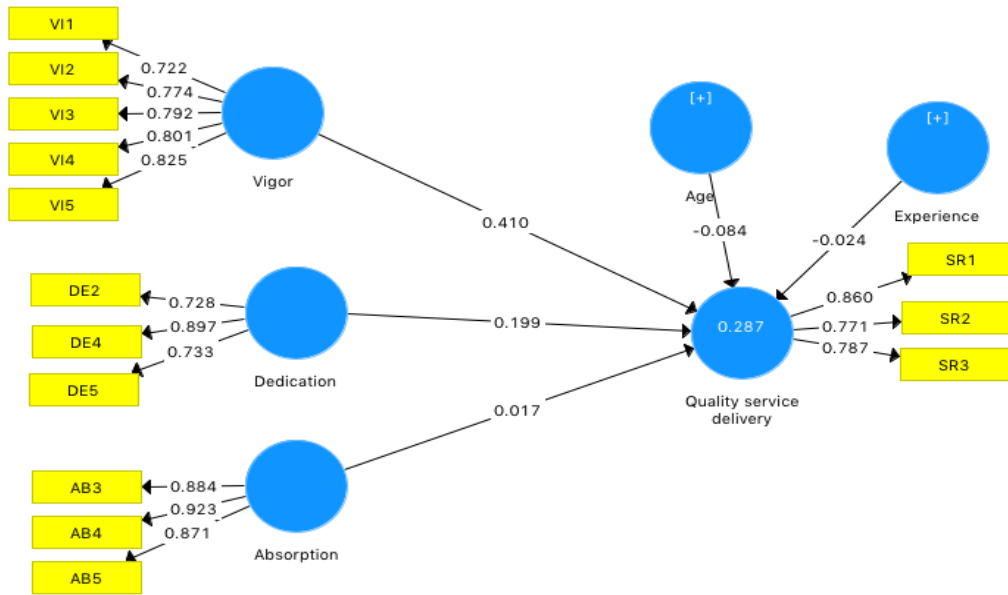 VI1
0.722
VI2
0.774
VI3
0.792
VI4
0.801
0.825
VI5
Vigor
[+]
Age
[+]
Experience
0.410
-0.084
-0.024
DE2
0.728
DE4
0.897
DE5
0.733
Dedication
0.199
0.287
Quality service
delivery
0.860
SR1
0.771
SR2
0.787
SR3
0.017
AB3
0.884
AB4
0.923
0.871
AB5
Absorption